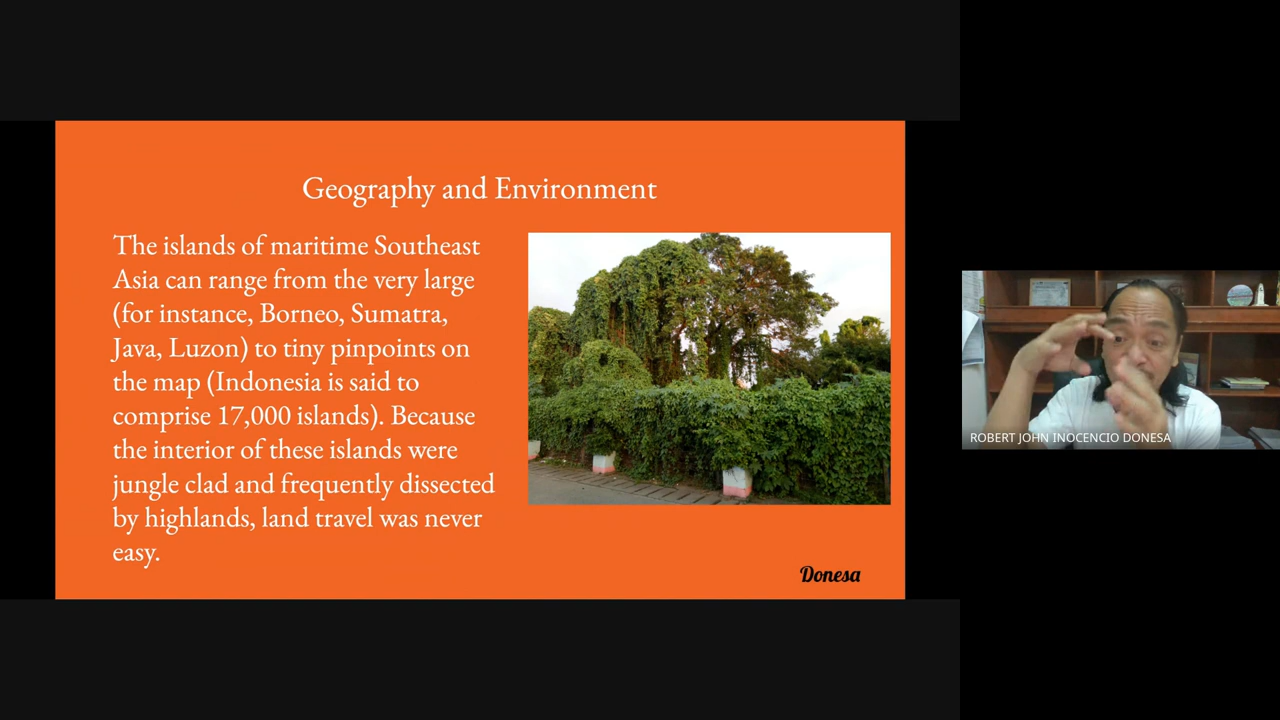 Geography and Environment
The islands of maritime Southeast
Asia can range from the very large
(for instance, Borneo, Sumatra,
Java, Luzon) to tiny pinpoints on
the map (Indonesia is said to
comprise 17,000 islands). Because
the interior of these islands were
jungle clad and frequently dissected
by highlands, land travel was never
easy.
Donesa
ROBERT JOHN INOCENCIO DONESA